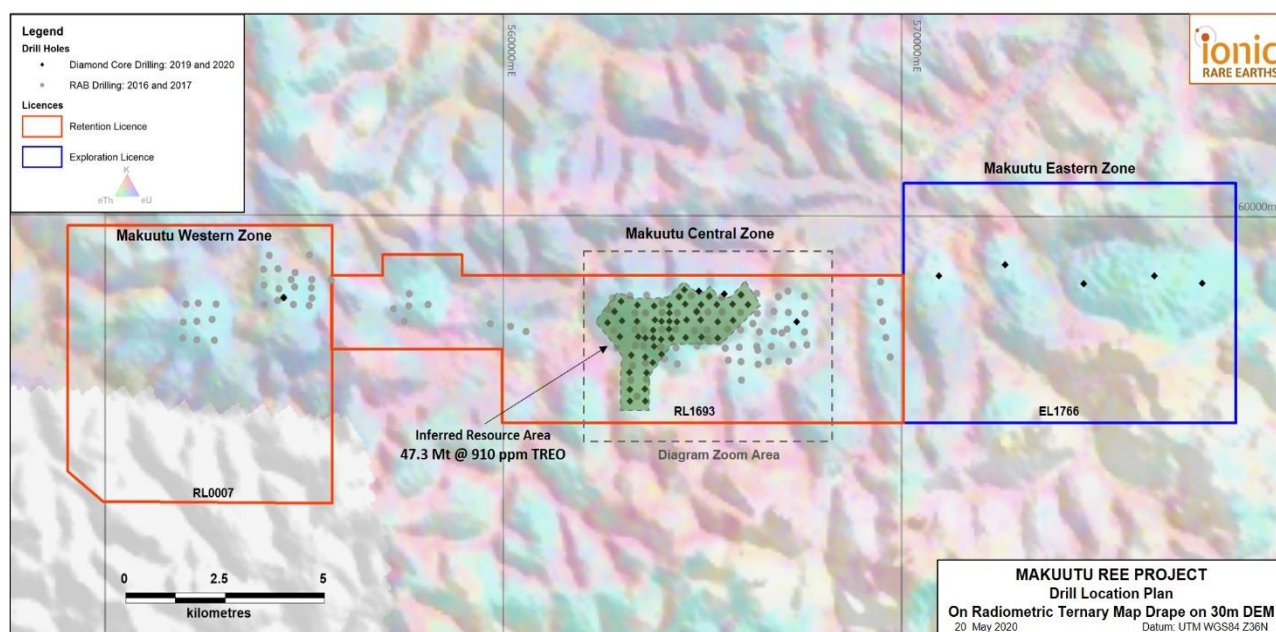 Legend
Drill Holes
Diamond Core Drilling: 2019 and 2020
RAB Drilling: 2016 and 2017
Licences
Retention Licence
Exploration Licence
K
eTh
eU
560000mE
570000mE
ionic
RARE EARTHS
Makuutu Eastern Zone
60000m
Makuutu Western Zone
Makuutu Central Zone
RL1693
EL1766
Inferred Resource Area
47.3 Mt @ 910 ppm TREO
Diagram Zoom Area
RL0007
0 2.5 5
kilometres
MAKUUTU REE PROJECT
Drill Location Plan
On Radiometric Ternary Map Drape on 30m DEM
20 May 2020 Datum: UTM WGS84 Z36N